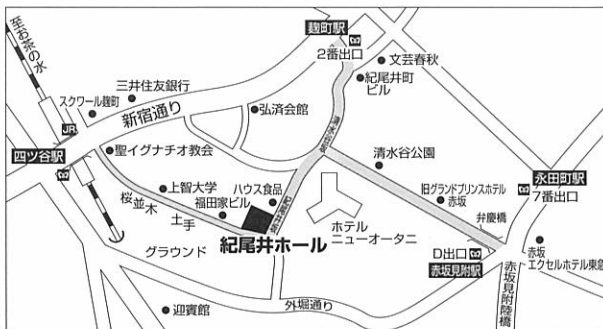 至お茶の水
麹町駅
2番出口
文芸春秋
紀尾井町
ビル
三井住友銀行
スクワール麹町
新宿通り
弘済会館
JR
四ツ谷駅
聖イグナチオ教会
清水谷公園
永田町駅
7番出口
上智大学
ハウス食品
福田家ビル
桜並木
土手
旧グランドプリンスホテル
赤坂
弁慶橋
ホテル
ニューオータニ
グラウンド
紀尾井ホール
D出口
赤坂見附駅
赤坂
エクセルホテル東急
迎賓館
外堀通り
赤坂見附陸橋